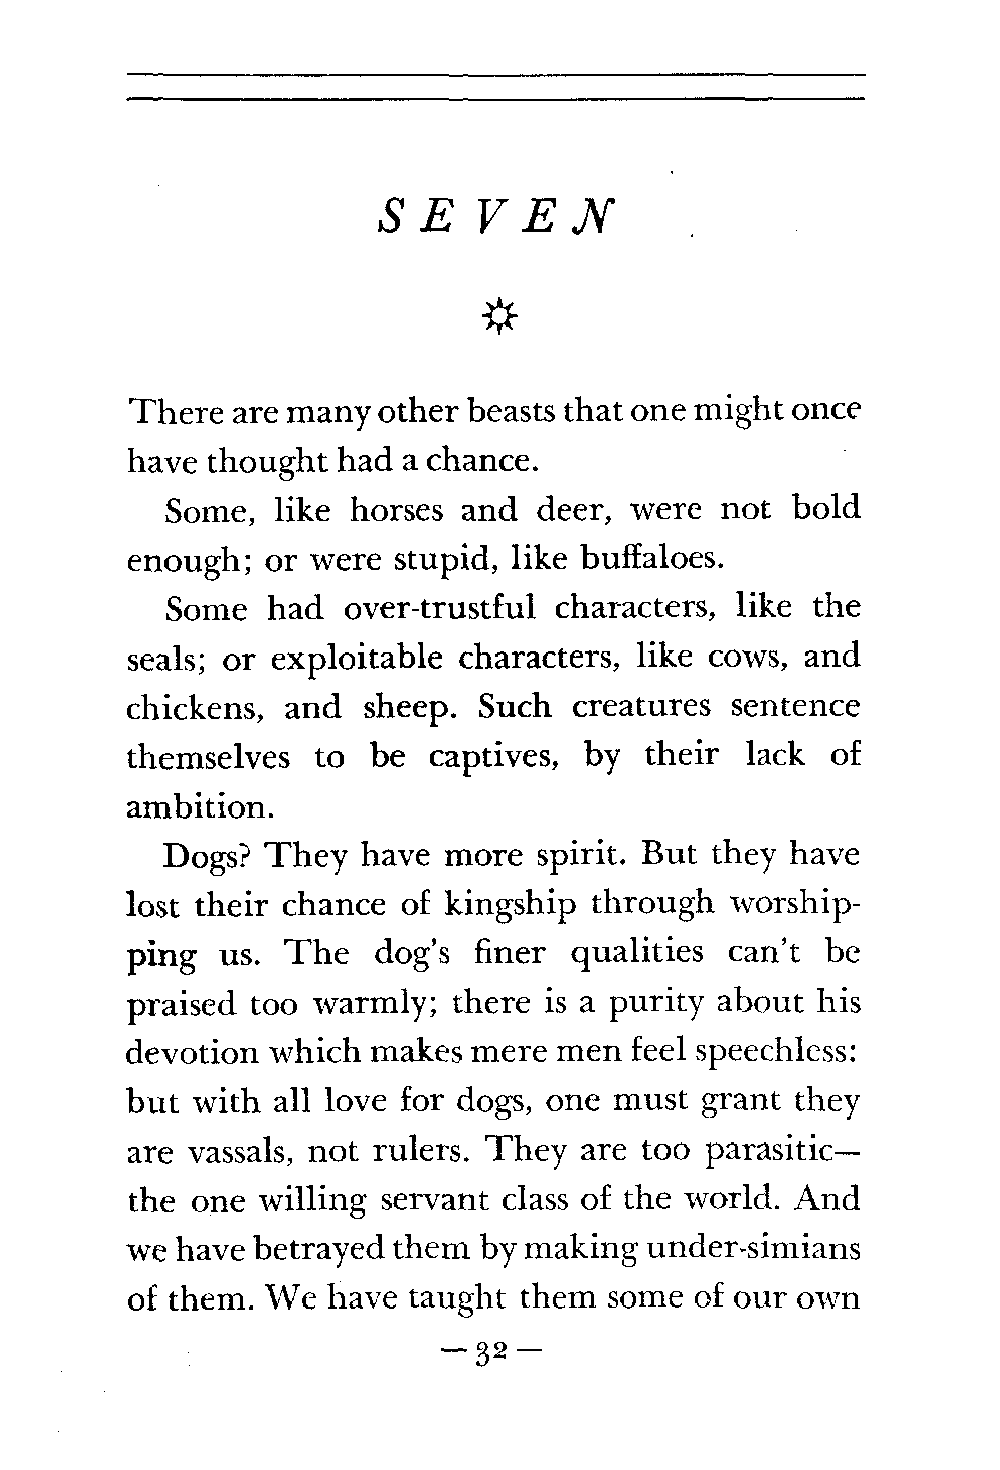 SEVEN
There are many other beasts that one might once
have thought had a chance.
Some, like horses and deer, were not bold
enough; or were stupid, like buffaloes.
Some had over-trustful characters, like the
seals; or exploitable characters, like cows, and
chickens, and sheep. Such creatures sentence
themselves to be captives, by their lack of
ambition.
Dogs? They have more spirit. But they have
lost their chance of kingship through worship-
ping us. The dog's finer qualities can't be
praised too warmly; there is a purity about his
devotion which makes mere men feel speechless:
but with all love for dogs, one must grant they
are vassals, not rulers. They are too parasitic—
the one willing servant class of the world. And
we have betrayed them by making under-simians
of them. We have taught them some of our own
— 32 —